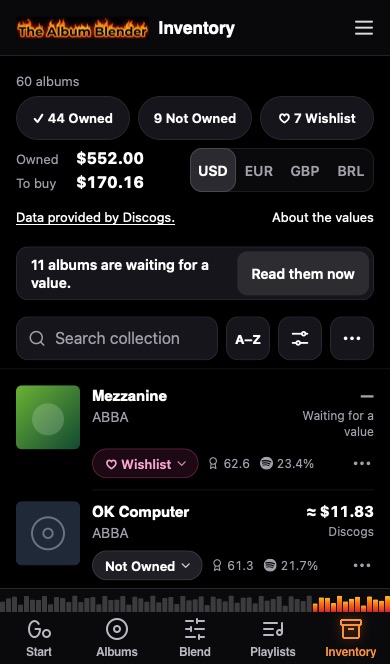 The Album Blender Inventory
60 albums
✓ 44 Owned 9 Not Owned ♡ 7 Wishlist
Owned $552.00
To buy $170.16
USD EUR GBP BRL
Data provided by Discogs. About the values
11 albums are waiting for a
value.
Read them now
Search collection A–Z
Mezzanine —
ABBA Waiting for a
value
♡ Wishlist 62.6 23.4%
OK Computer ≈ $11.83
ABBA Discogs
Not Owned 61.3 21.7%
Start Albums Blend Playlists Inventory